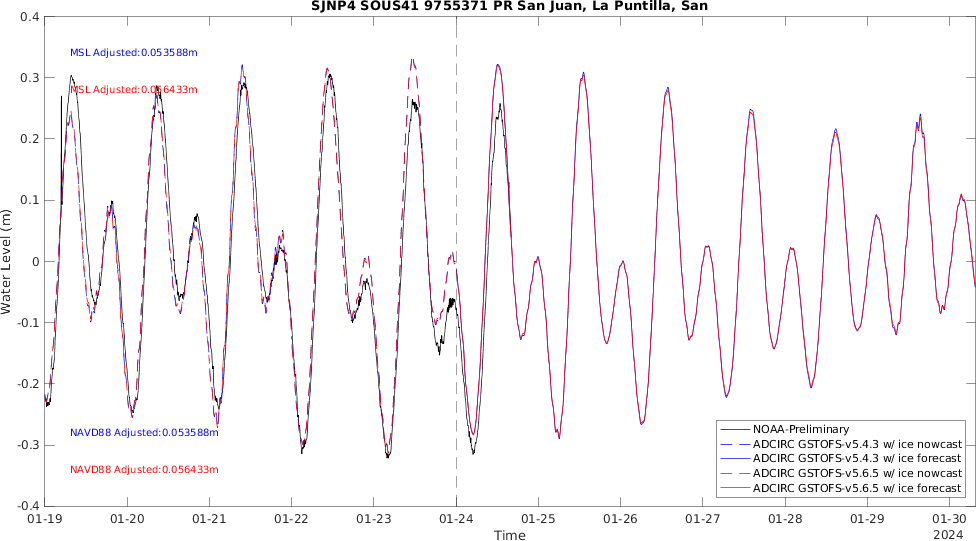 SJNP4 SOUS41 9755371 PR San Juan, La Puntilla, San
0.4
0.3
0.2
0.1
0
-0.1
-0.2
-0.3
-0.4
Water Level (m)
MSL Adjusted:0.053588m
MSL Adjusted:0.056433m
NAVD88 Adjusted:0.053588m
NAVD88 Adjusted:0.056433m
NOAA-Preliminary
ADCIRC GSTOFS-v5.4.3 w/ ice nowcast
ADCIRC GSTOFS-v5.4.3 w/ ice forecast
ADCIRC GSTOFS-v5.6.5 w/ ice nowcast
ADCIRC GSTOFS-v5.6.5 w/ ice forecast
01-19 01-20 01-21 01-22 01-23 01-24 01-25 01-26 01-27 01-28 01-29 01-30
Time 2024